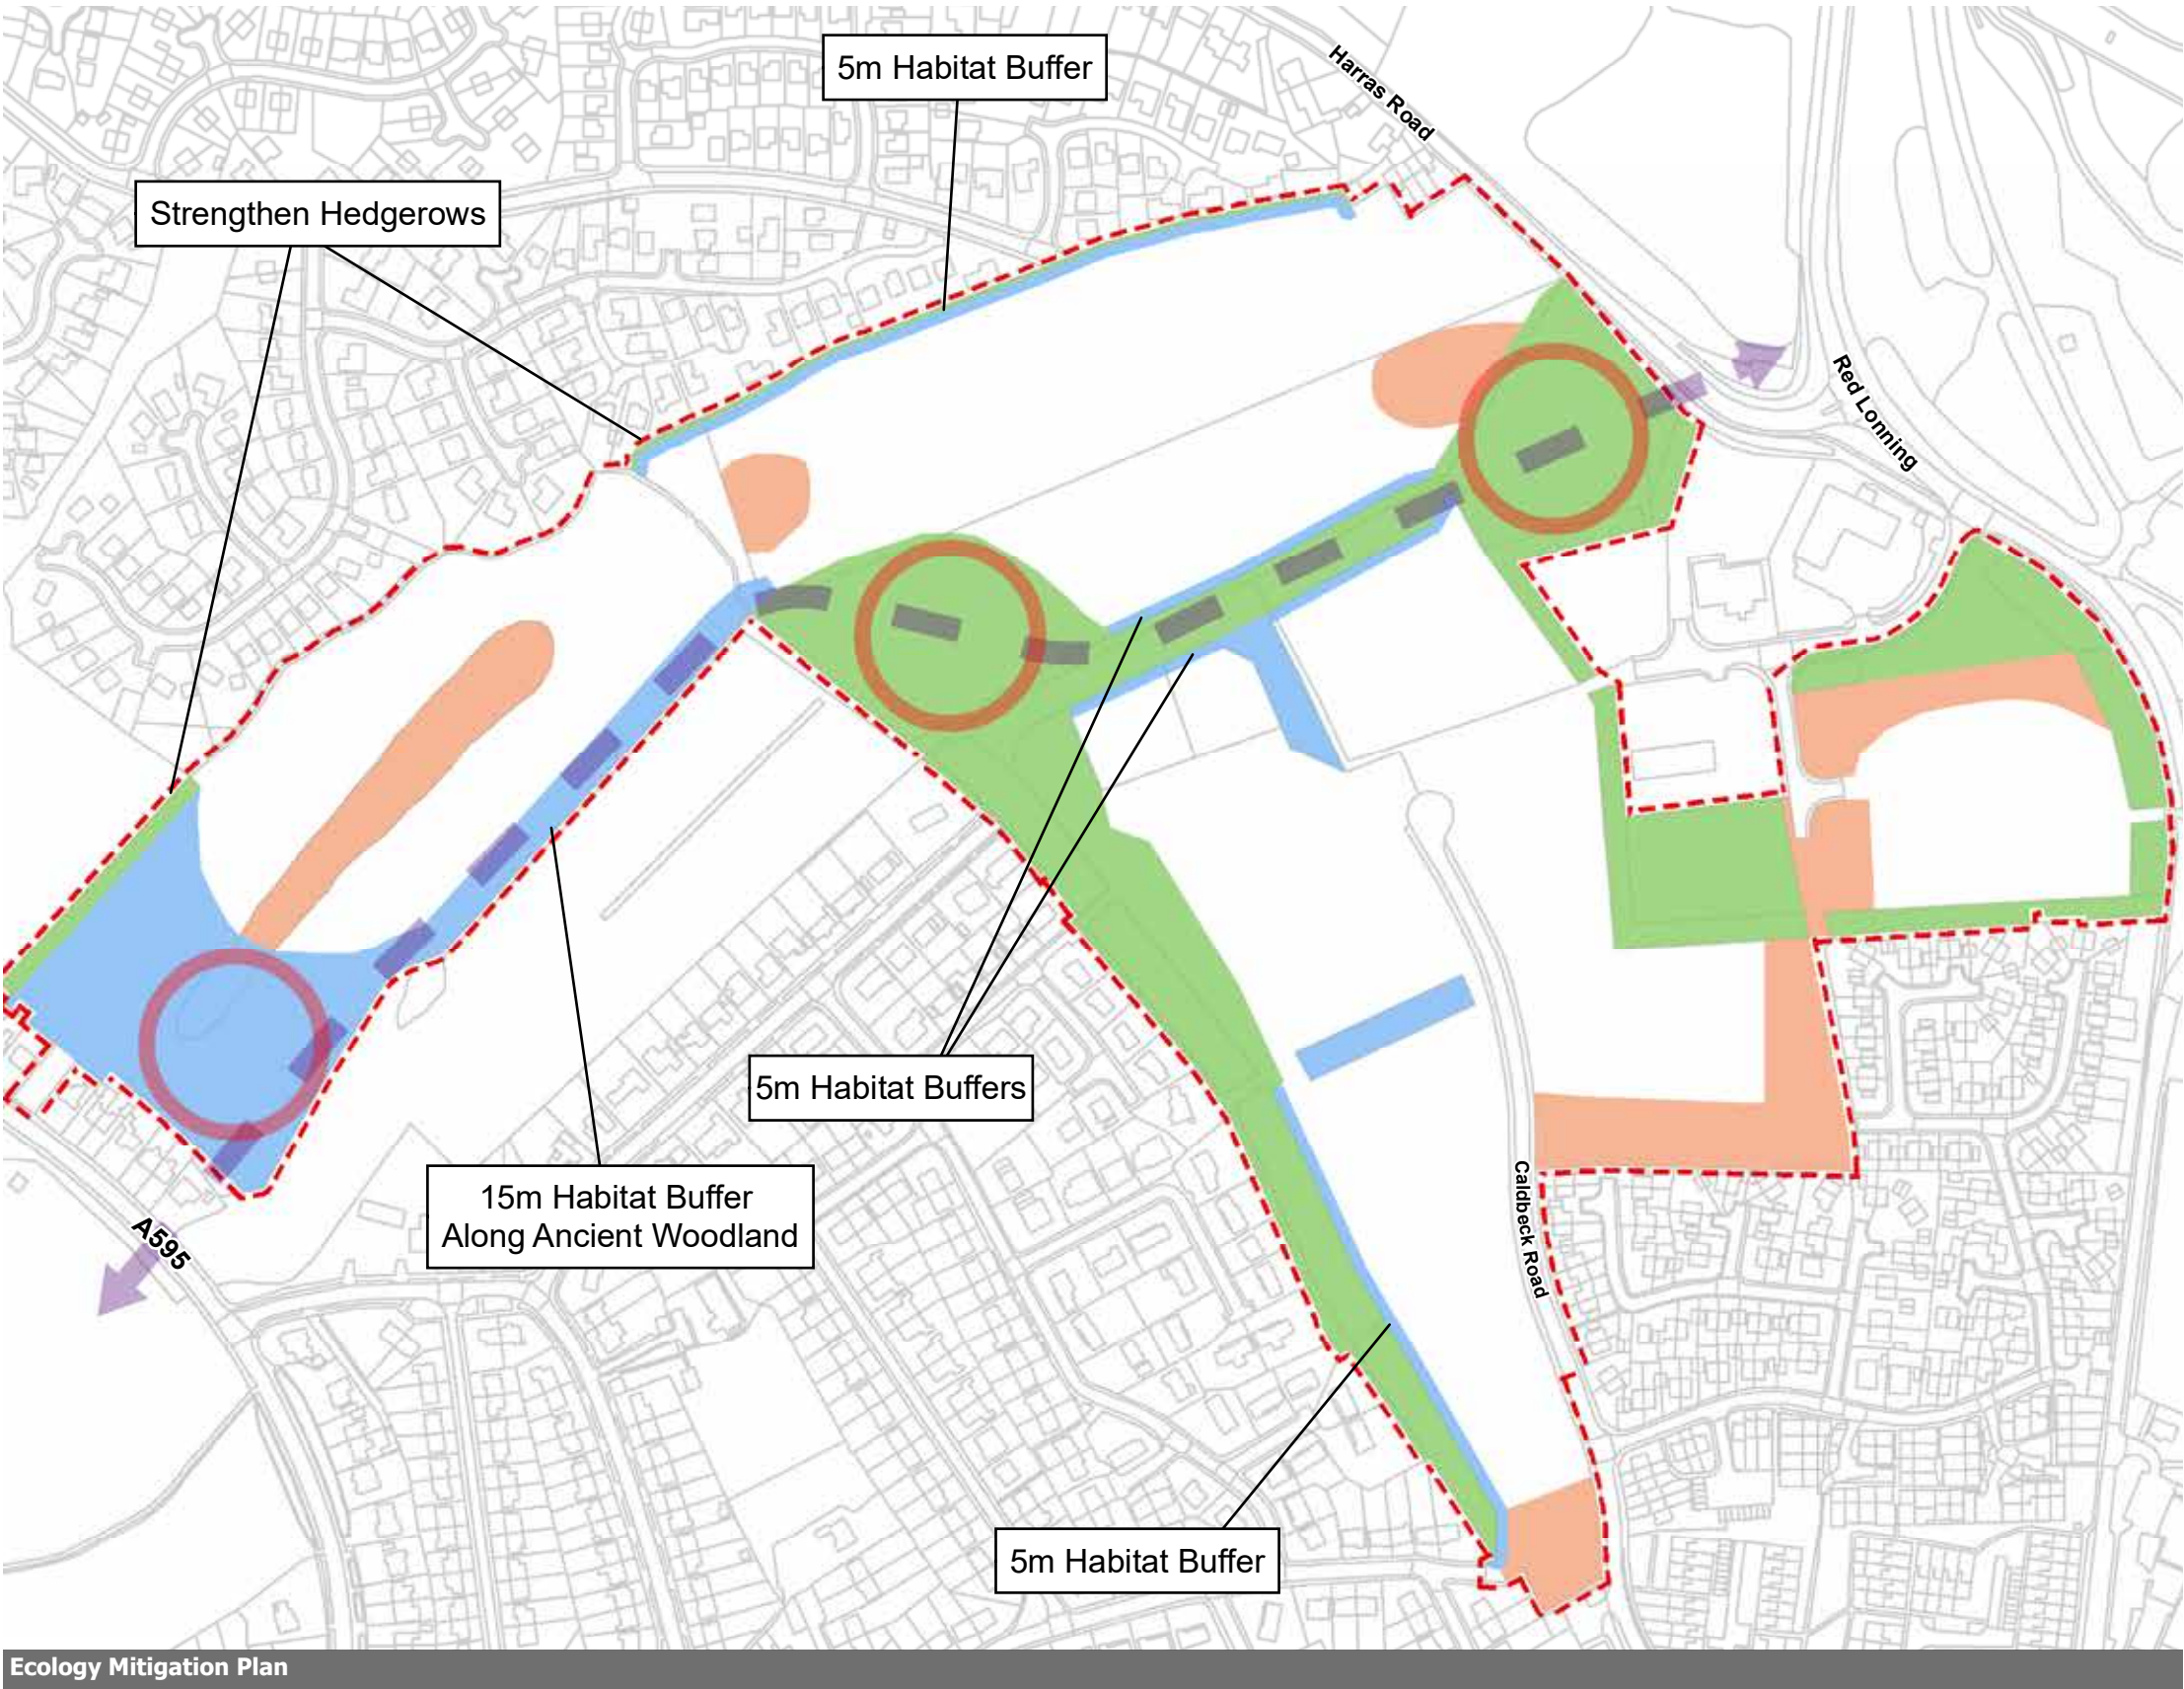 5m Habitat Buffer
Harras Road
Strengthen Hedgerows
Red Lonning
5m Habitat Buffers
15m Habitat Buffer
Along Ancient Woodland
A595
Caldbeck Road
5m Habitat Buffer
Ecology Mitigation Plan